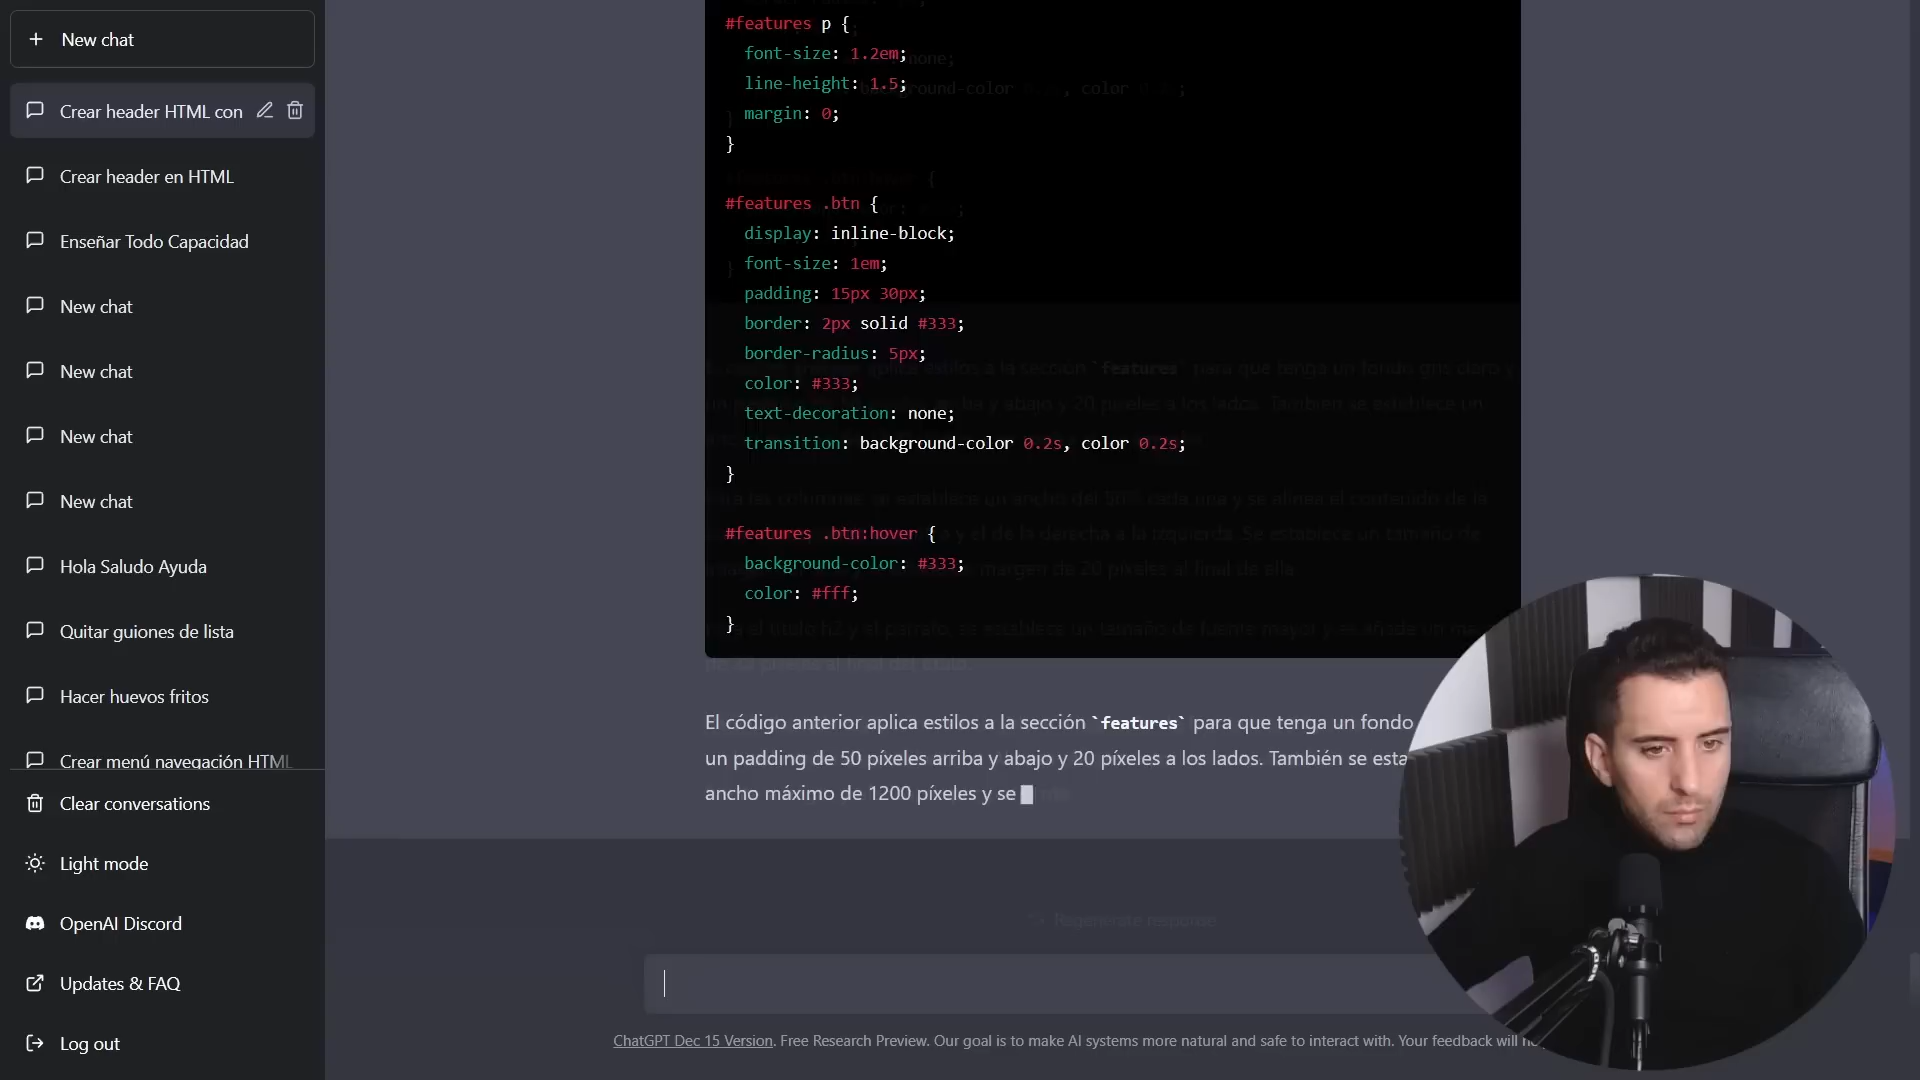 New chat
Crear header HTML con
Crear header en HTML
Enseñar Todo Capacidad
New chat
New chat
New chat
New chat
Hola Saludo Ayuda
Quitar guiones de lista
Hacer huevos fritos
Crear menú navegación HTML
Clear conversations
Light mode
OpenAI Discord
Updates & FAQ
Log out
#features p {
font-size: 1.2em;
line-height: 1.5;
margin: 0;
}
#features .btn {
display: inline-block;
font-size: 1em;
padding: 15px 30px;
border: 2px solid #333;
border-radius: 5px;
color: #333;
text-decoration: none;
transition: background-color 0.2s, color 0.2s;
}
#features .btn:hover {
background-color: #333;
color: #fff;
}
El código anterior aplica estilos a la sección `features` para que tenga un fondo
un padding de 50 píxeles arriba y abajo y 20 píxeles a los lados. También se esta
ancho máximo de 1200 píxeles y se
Regenerate response
ChatGPT Dec 15 Version. Free Research Preview. Our goal is to make AI systems more natural and safe to interact with. Your feedback will